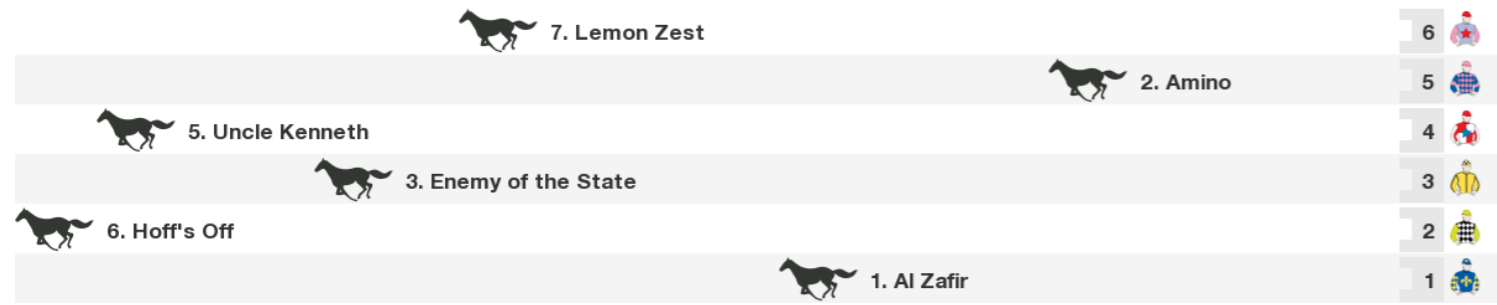 7. Lemon Zest 6
2. Amino 5
5. Uncle Kenneth 4
3. Enemy of the State 3
6. Hoff's Off 2
1. Al Zafir 1